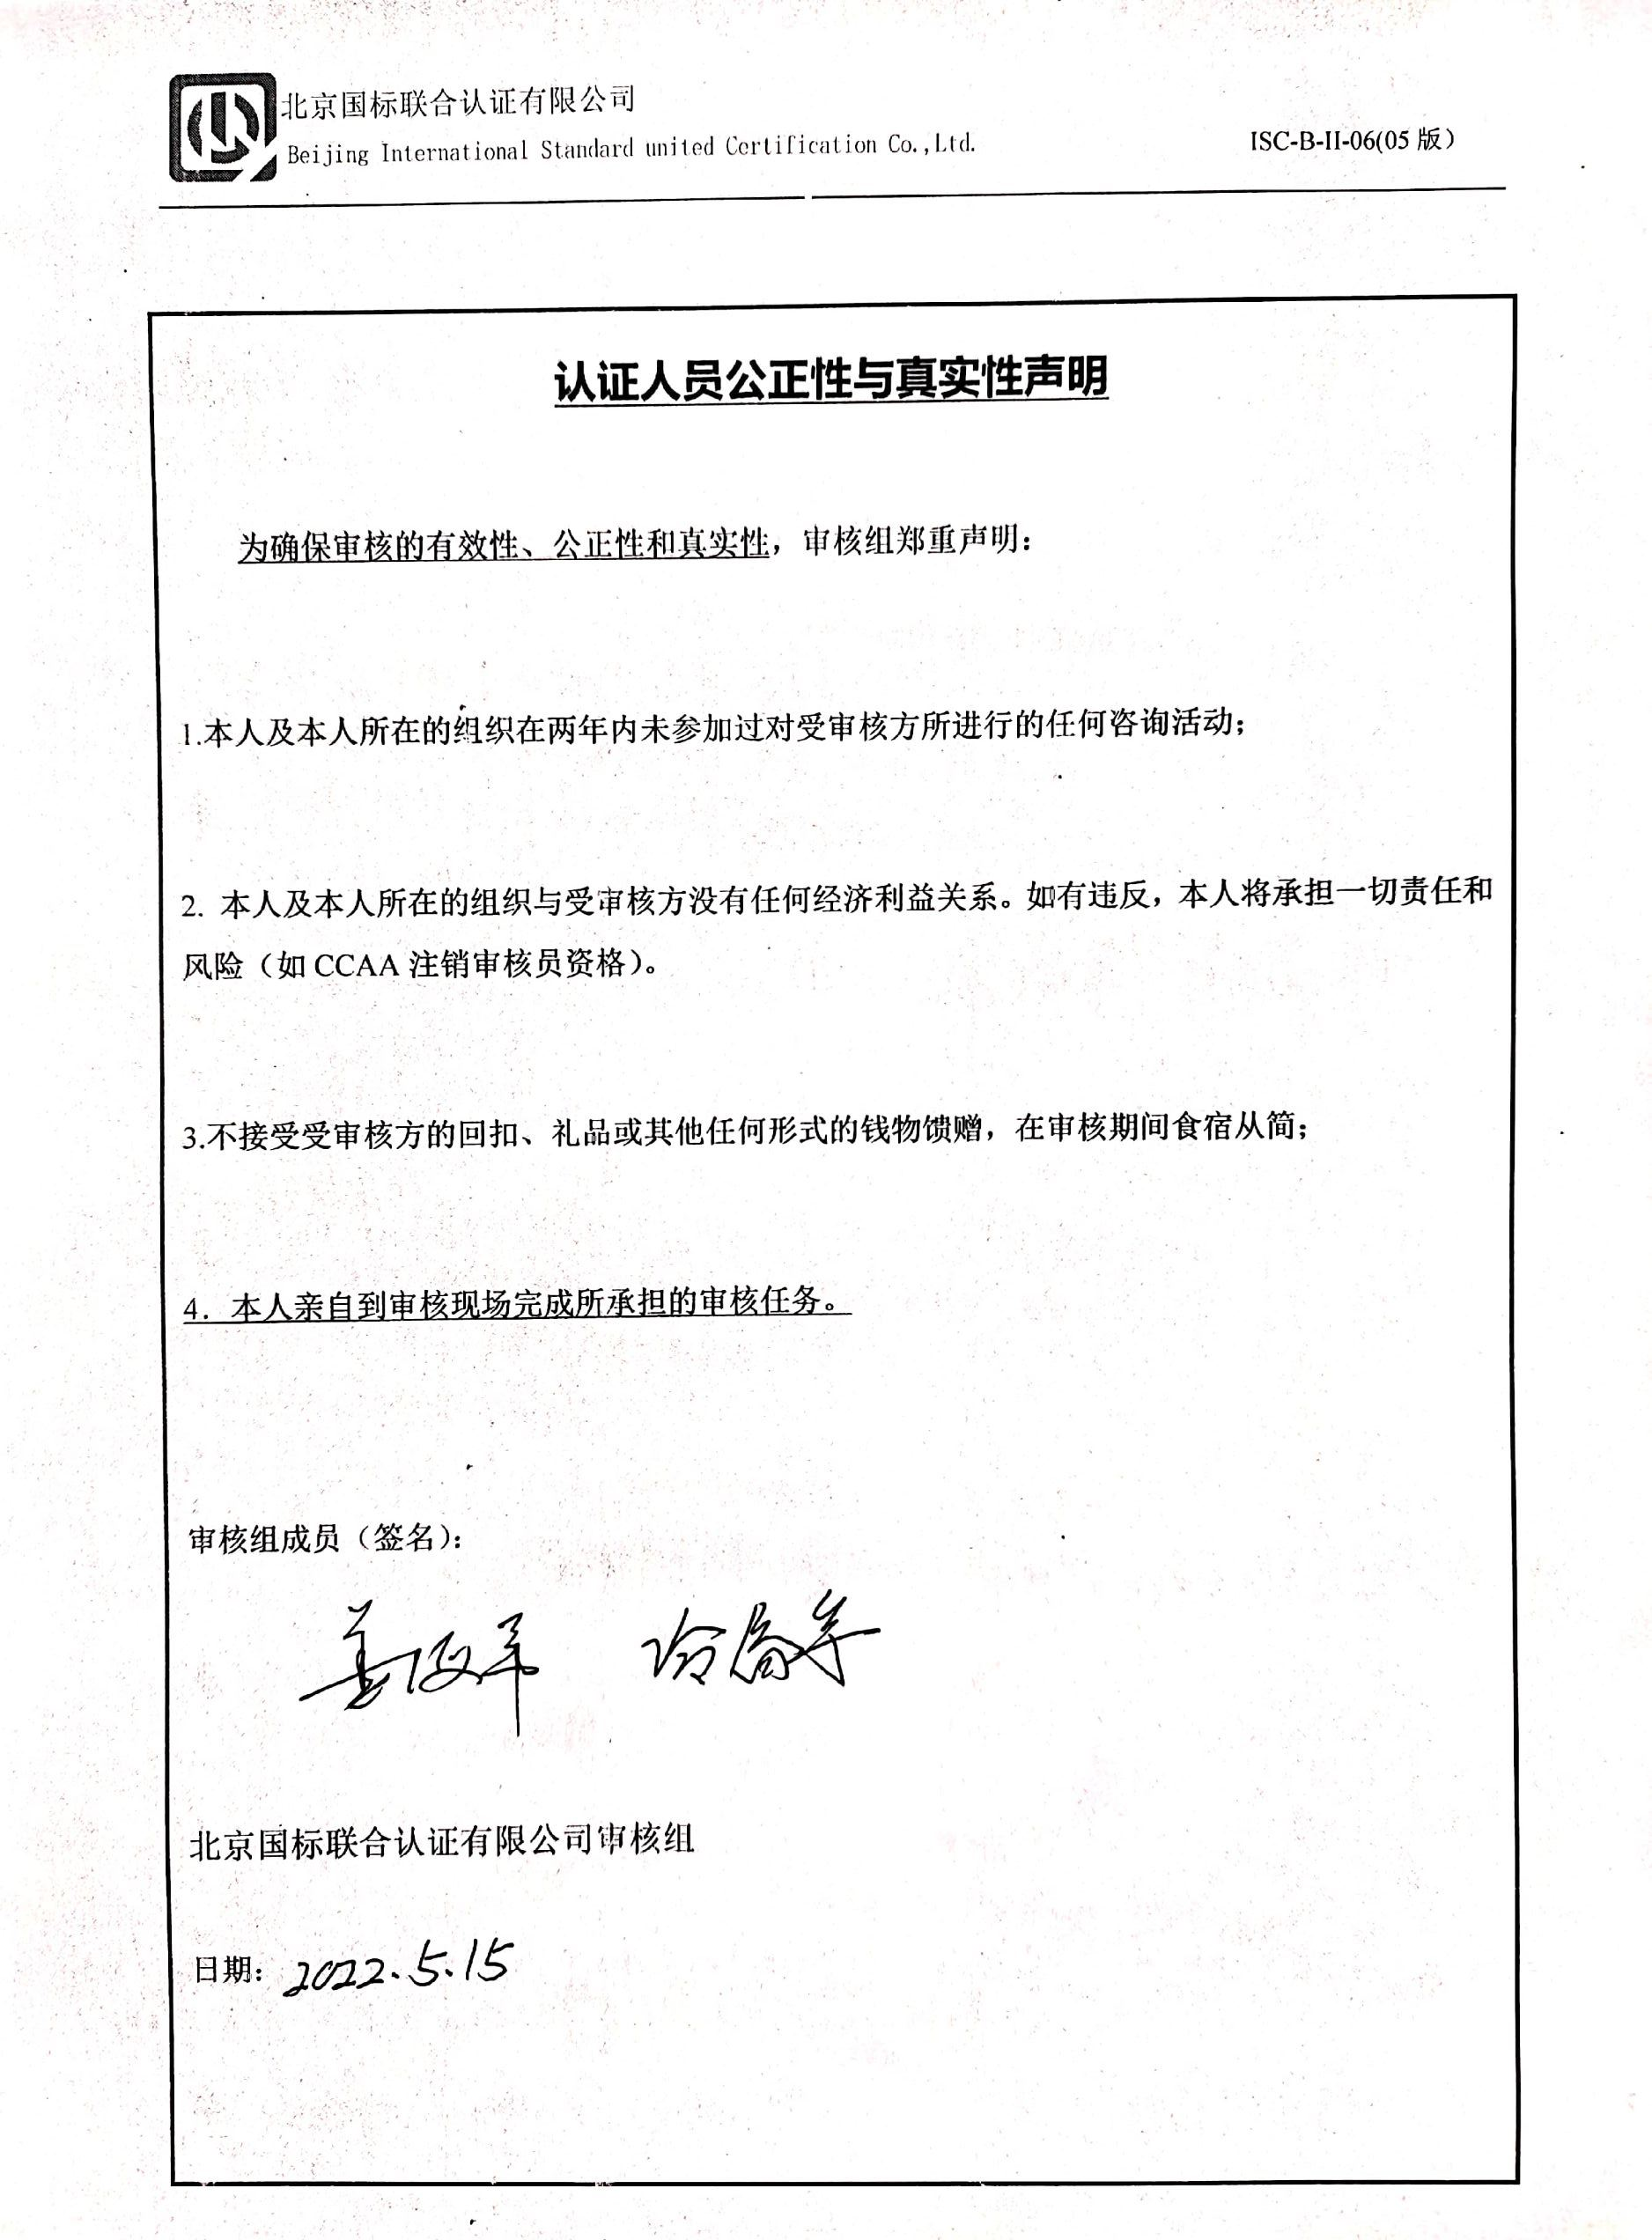 北京国标联合认证有限公司
Beijing International Standard united Certification Co.,Ltd.
ISC-B-II-06(05 版)
认证人员公正性与真实性声明
为确保审核的有效性、公正性和真实性，审核组郑重声明：
1.本人及本人所在的组织在两年内未参加过对受审核方所进行的任何咨询活动；
2. 本人及本人所在的组织与受审核方没有任何经济利益关系。如有违反，本人将承担一切责任和
风险（如 CCAA 注销审核员资格）。
3.不接受受审核方的回扣、礼品或其他任何形式的钱物馈赠，在审核期间食宿从简；
4. 本人亲自到审核现场完成所承担的审核任务。
审核组成员（签名）：
北京国标联合认证有限公司审核组
日期：2022.5.15